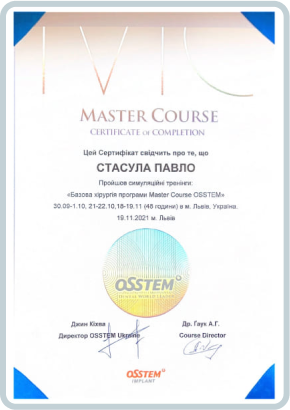 MASTER COURSE
CERTIFICATE OF COMPLETION
Цей Сертифікат свідчить про те, що
СТАСУЛА ПАВЛО
Пройшов симуляційні тренінги:
«Базова хірургія програми Master Course OSSTEM»
30.09-1.10, 21-22.10,18-19.11 (48 години) в м. Львів, Україна.
19.11.2021 м. Львів
OSSTEM
Джин Кіхва
Др. Гаук А.Г.
Директор OSSTEM Ukraine
Course Director
OSSTEM
IMPLANT